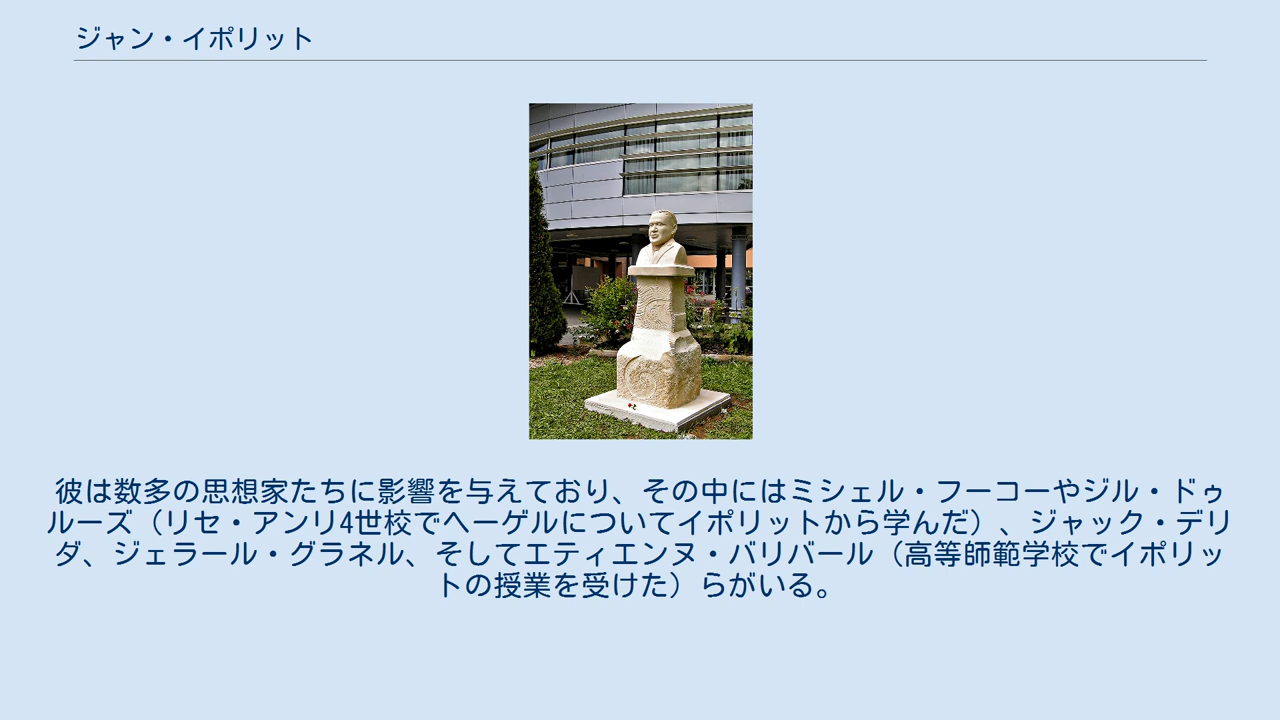 ジャン・イポリット
彼は数多の思想家たちに影響を与えており、その中にはミシェル・フーコーやジル・ドゥ
ルーズ（リセ・アンリ4世校でヘーゲルについてイポリットから学んだ）、ジャック・デリ
ダ、ジェラール・グラネル、そしてエティエンヌ・バリバール（高等師範学校でイポリッ
トの授業を受けた）らがいる。